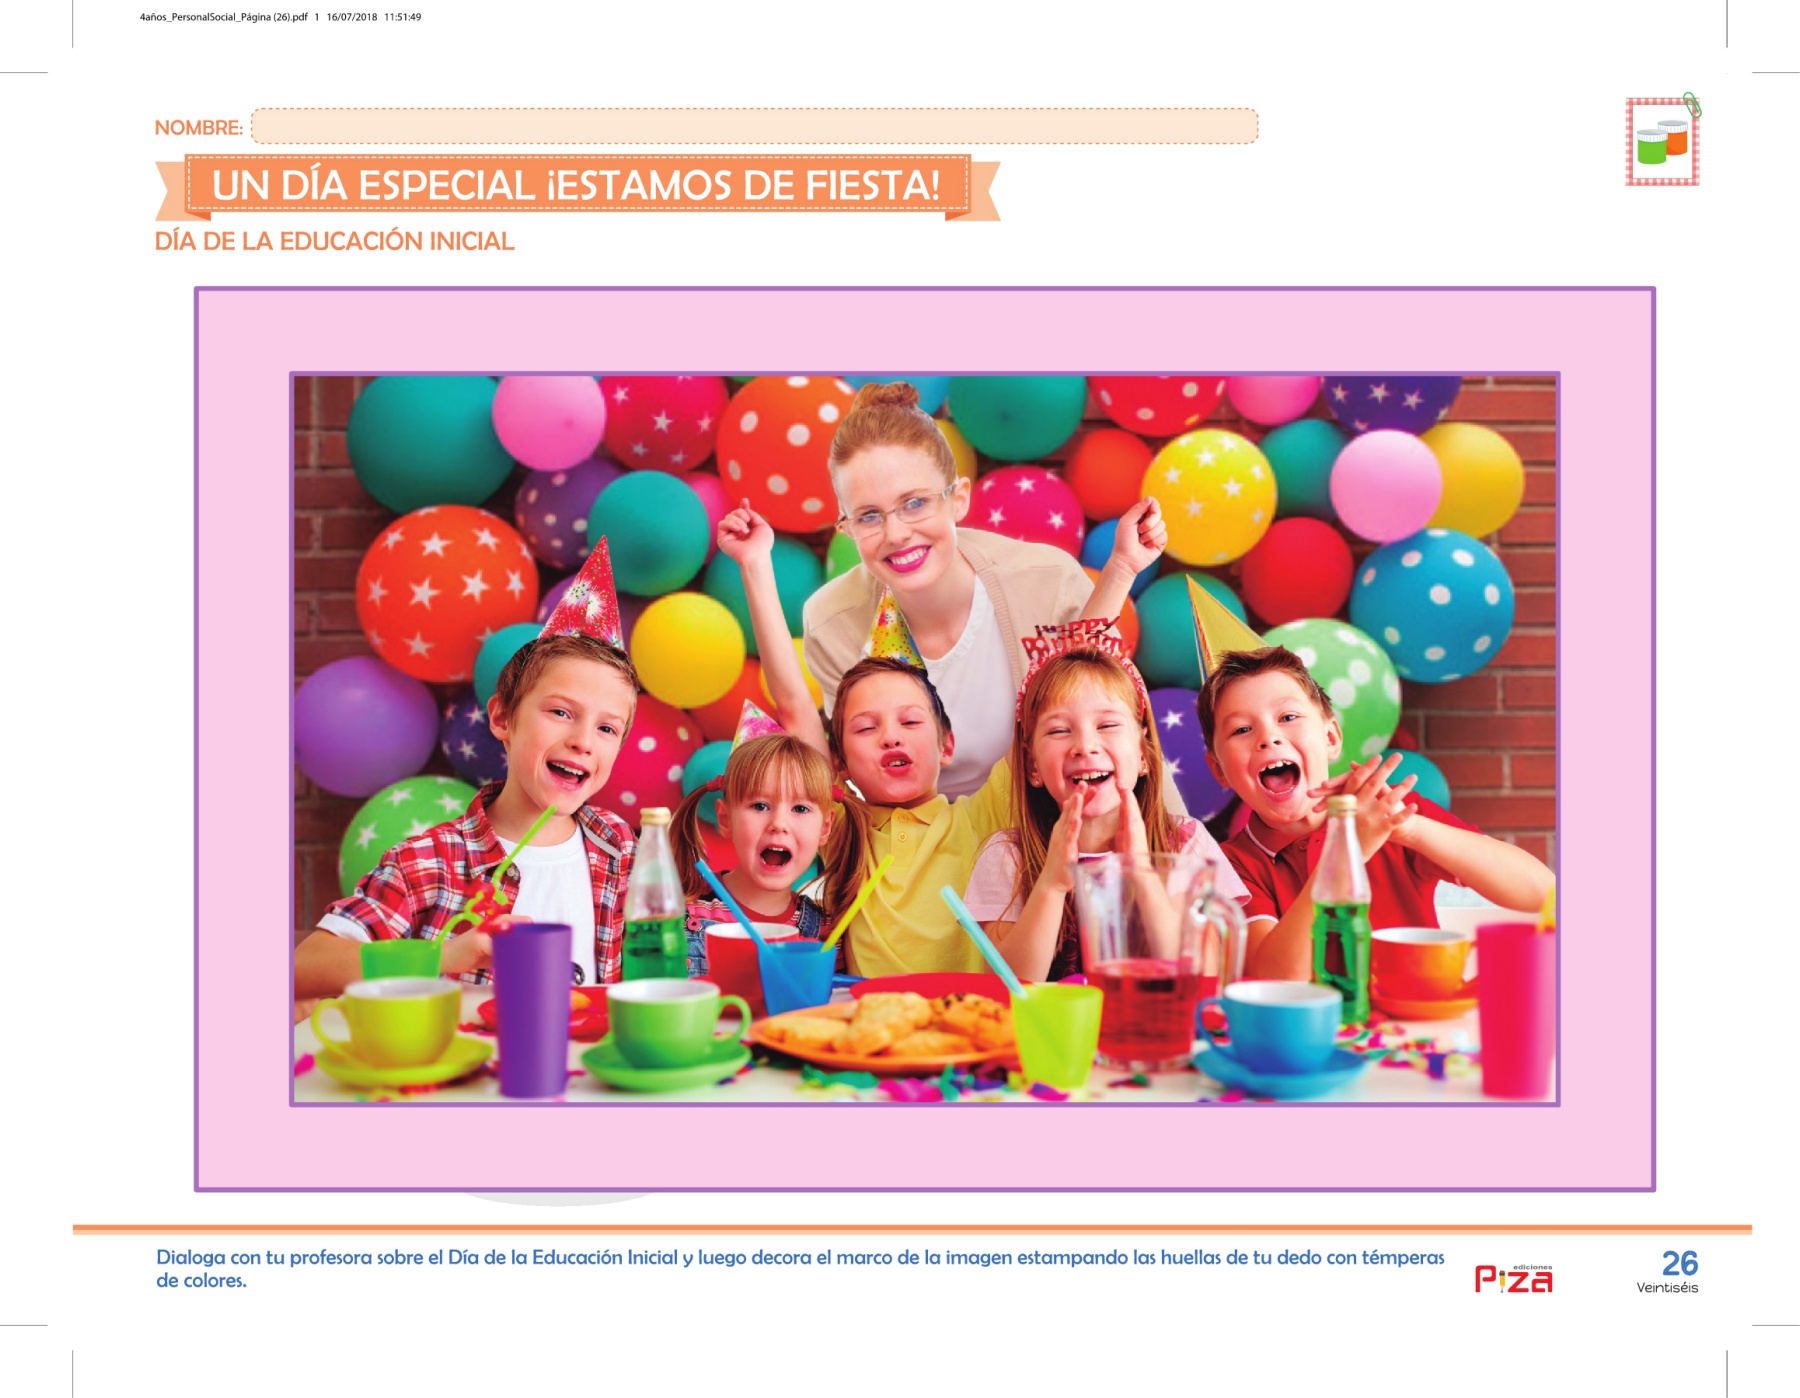 4años_PersonalSocial_Página (26).pdf 1 16/07/2018 11:51:49
NOMBRE:
UN DÍA ESPECIAL ¡ESTAMOS DE FIESTA!
DÍA DE LA EDUCACIÓN INICIAL
HAPPY
Dialoga con tu profesora sobre el Día de la Educación Inicial y luego decora el marco de la imagen estampando las huellas de tu dedo con témperas
de colores.
ediciones
Piza
26
Veintiséis